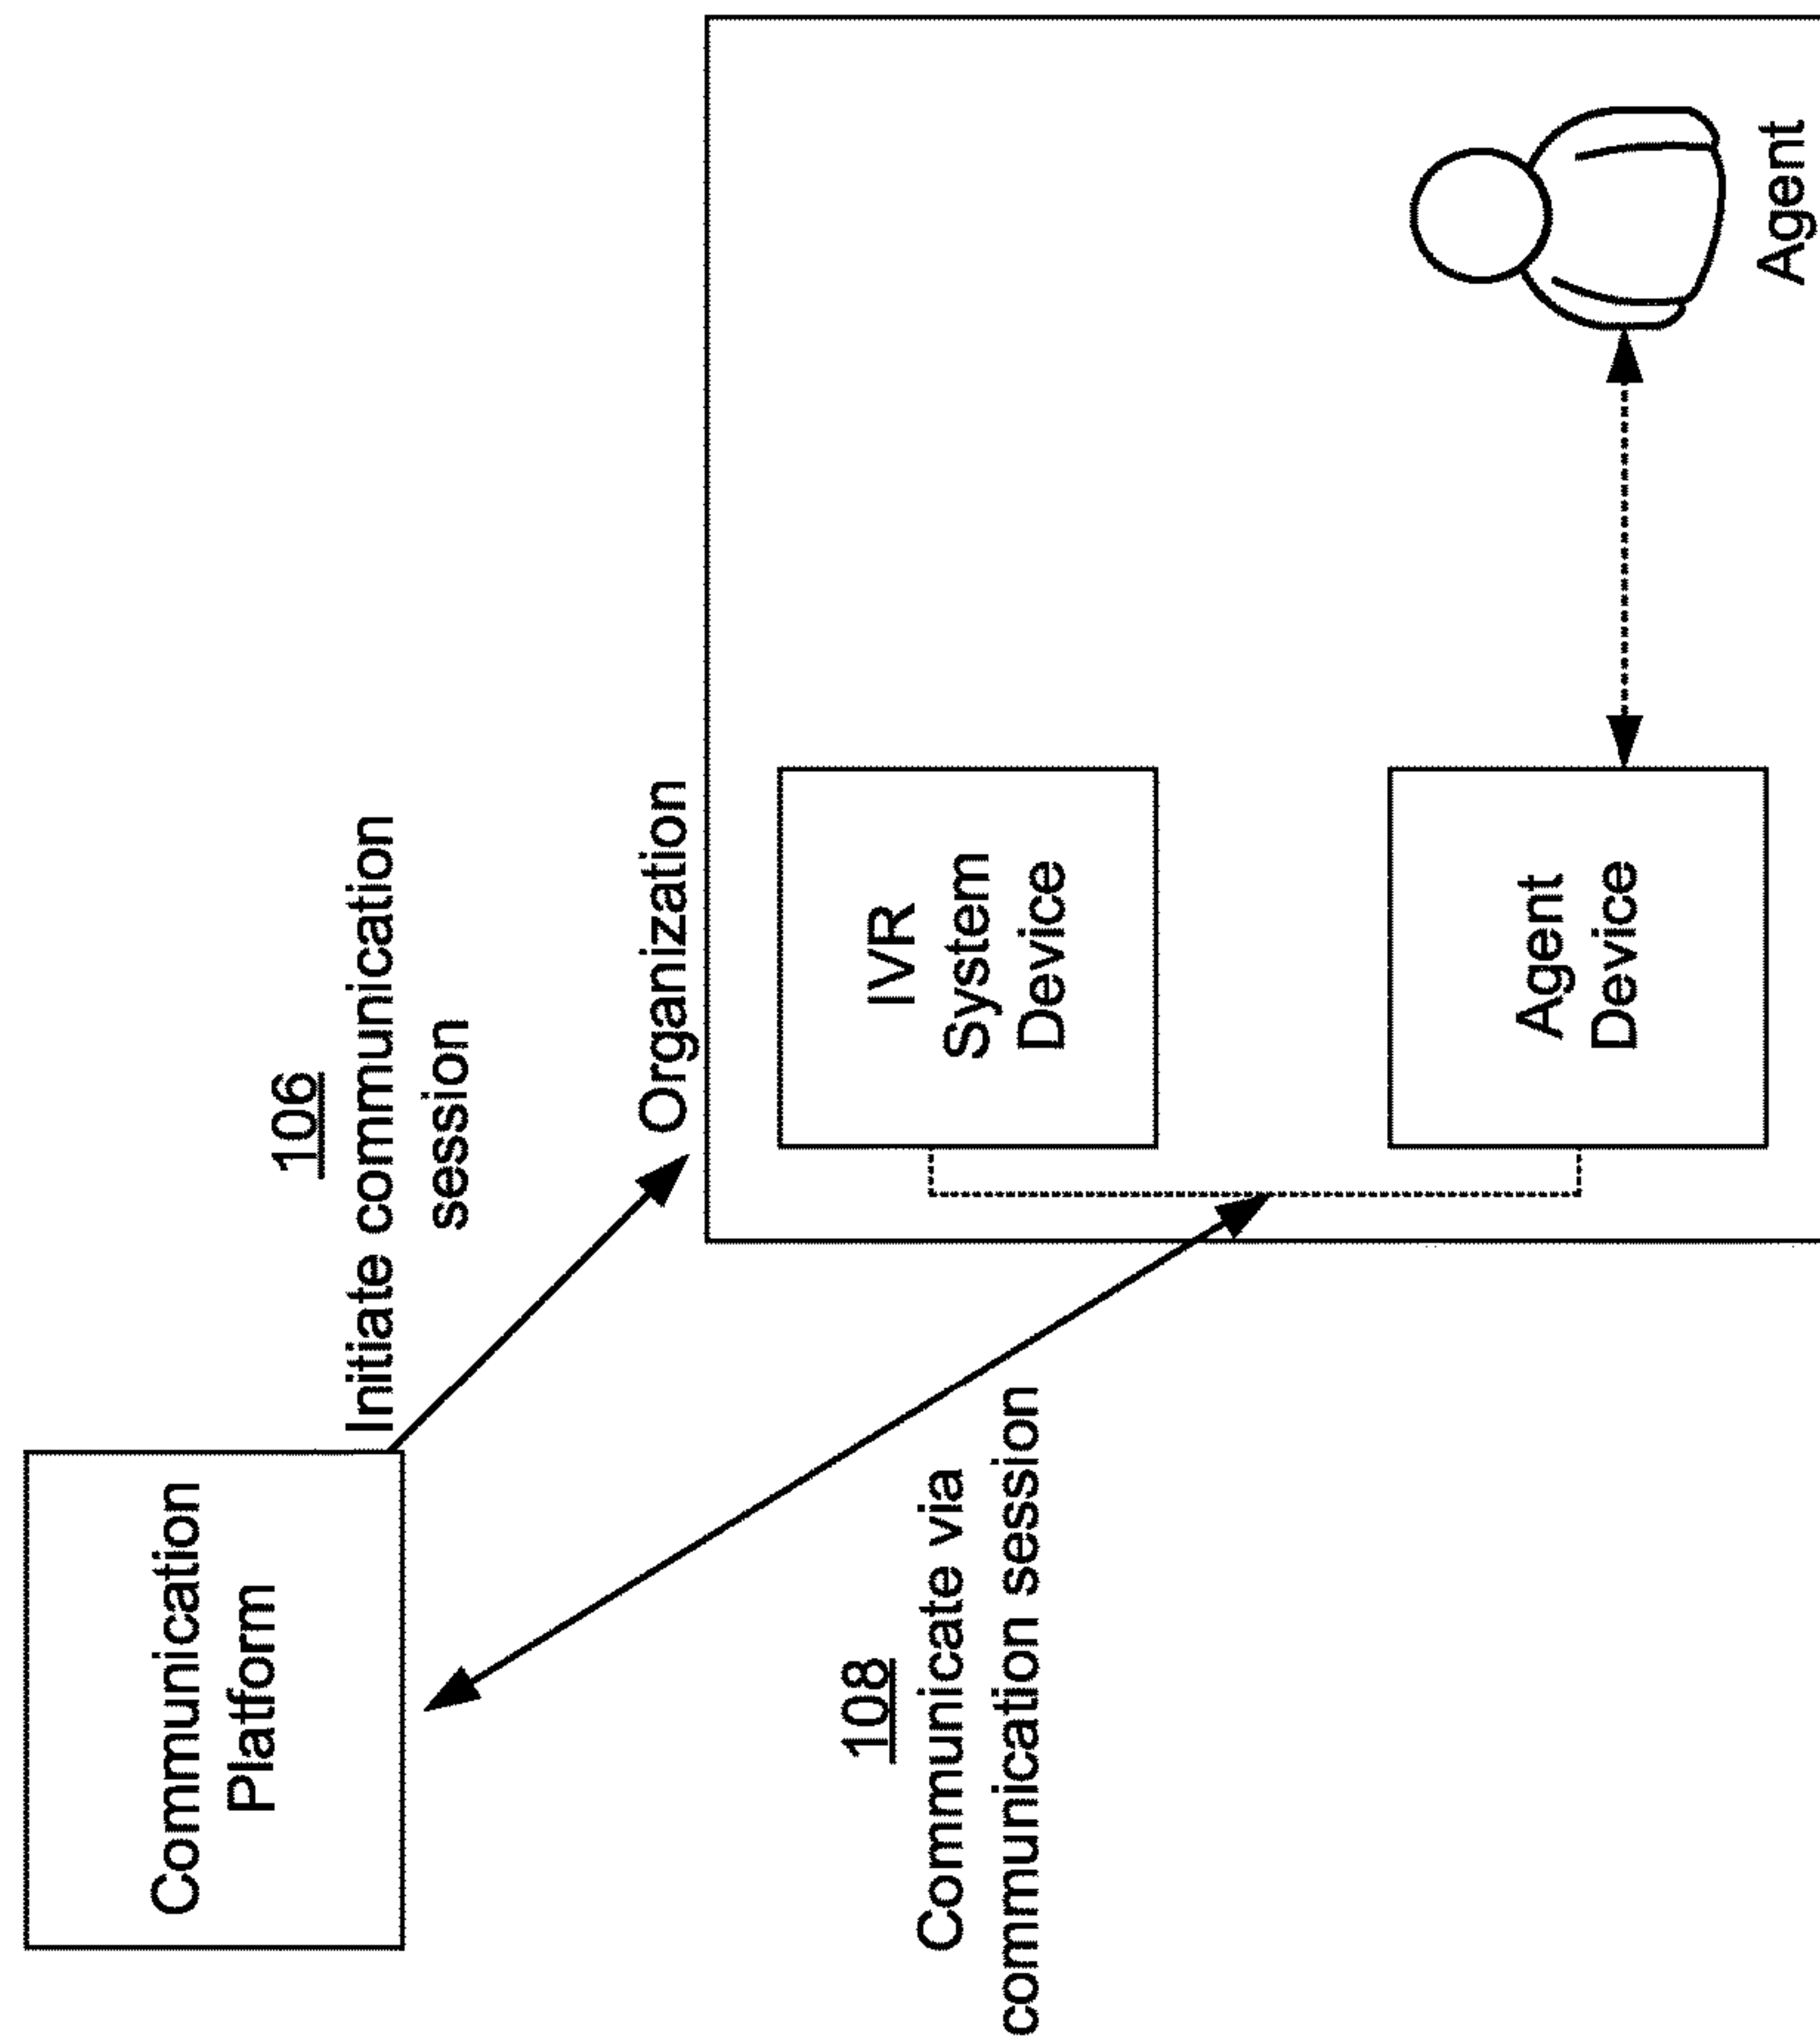 Communication
Platform
106
Initiate communication
session
Organization
108
Communicate via
communication session
IVR
System
Device
Agent
Device
Agent